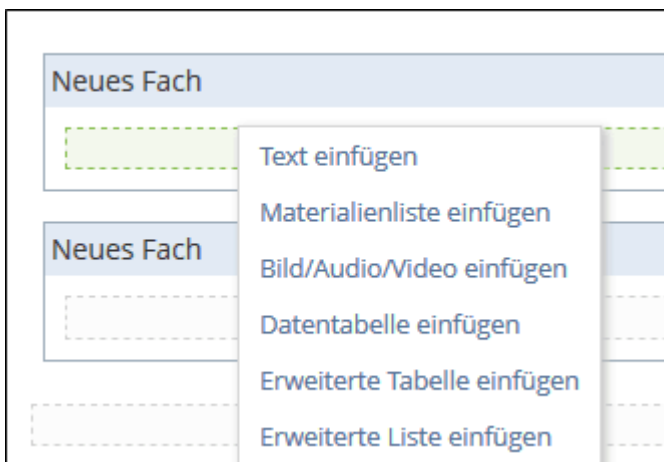 Neues Fach
Text einfügen
Materialienliste einfügen
Neues Fach
Bild/Audio/Video einfügen
Datentabelle einfügen
Erweiterte Tabelle einfügen
Erweiterte Liste einfügen